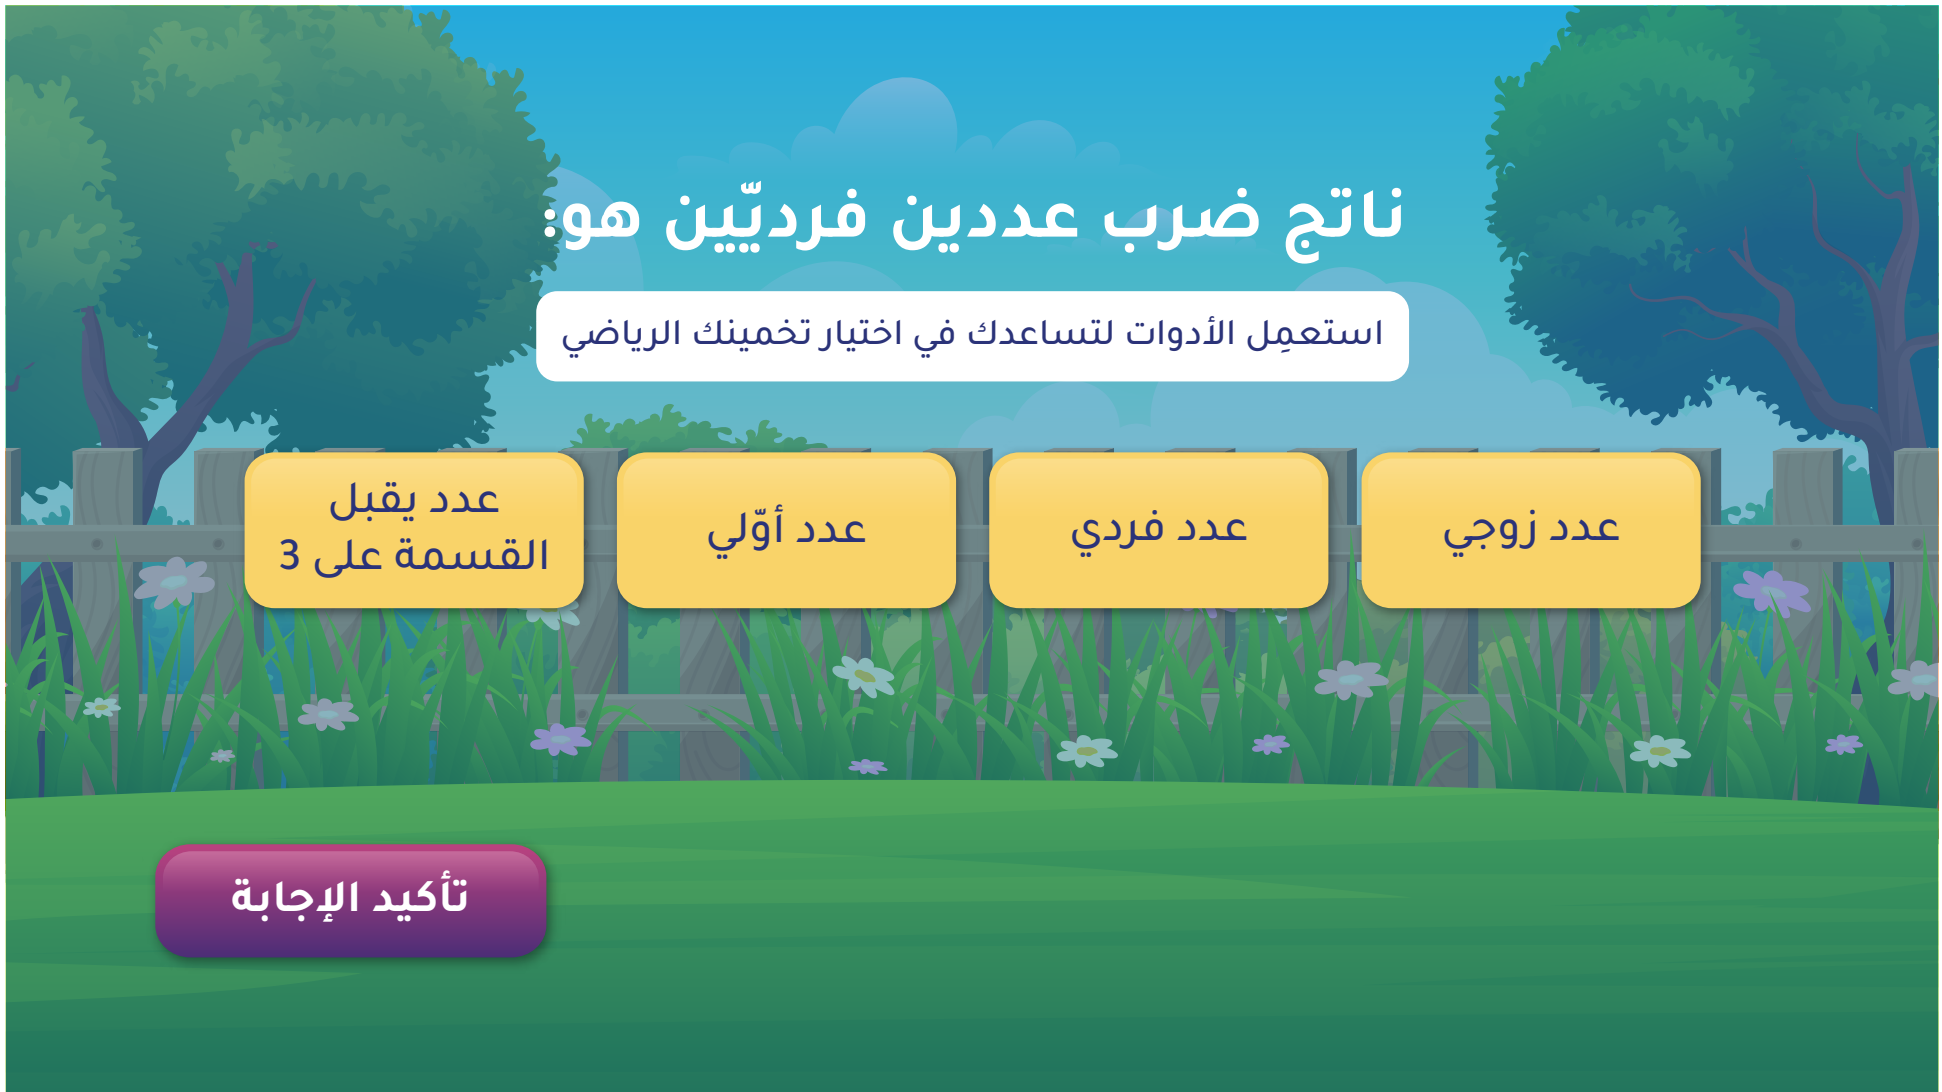 ناتج ضرب عددين فرديّين هو:
استعمِل الأدوات لتساعدك في اختيار تخمينك الرياضي
عدد زوجي
عدد فردي
عدد أوّلي
عدد يقبل
القسمة على 3
تأكيد الإجابة